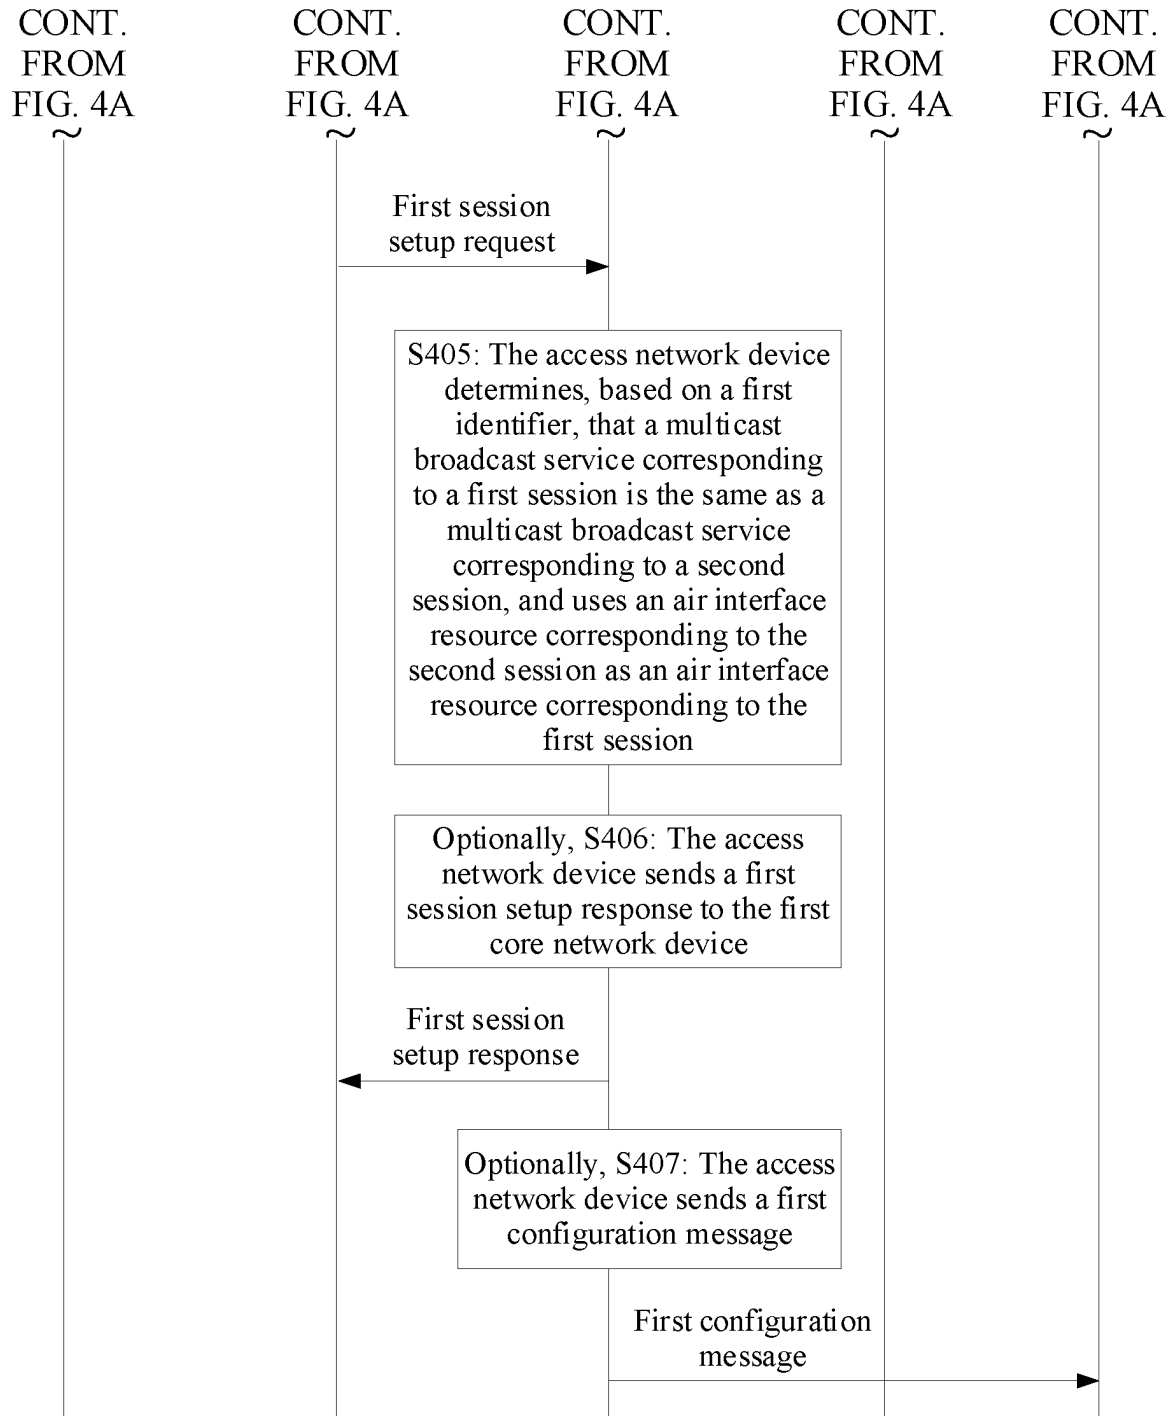 CONT. FROM FIG. 4A
CONT. FROM FIG. 4A
CONT. FROM FIG. 4A
CONT. FROM FIG. 4A
CONT. FROM FIG. 4A
First session
setup request
S405: The access network device
determines, based on a first
identifier, that a multicast
broadcast service corresponding
to a first session is the same as a
multicast broadcast service
corresponding to a second
session, and uses an air interface
resource corresponding to the
second session as an air interface
resource corresponding to the
first session
Optionally, S406: The access
network device sends a first
session setup response to the first
core network device
First session
setup response
Optionally, S407: The access
network device sends a first
configuration message
First configuration
message